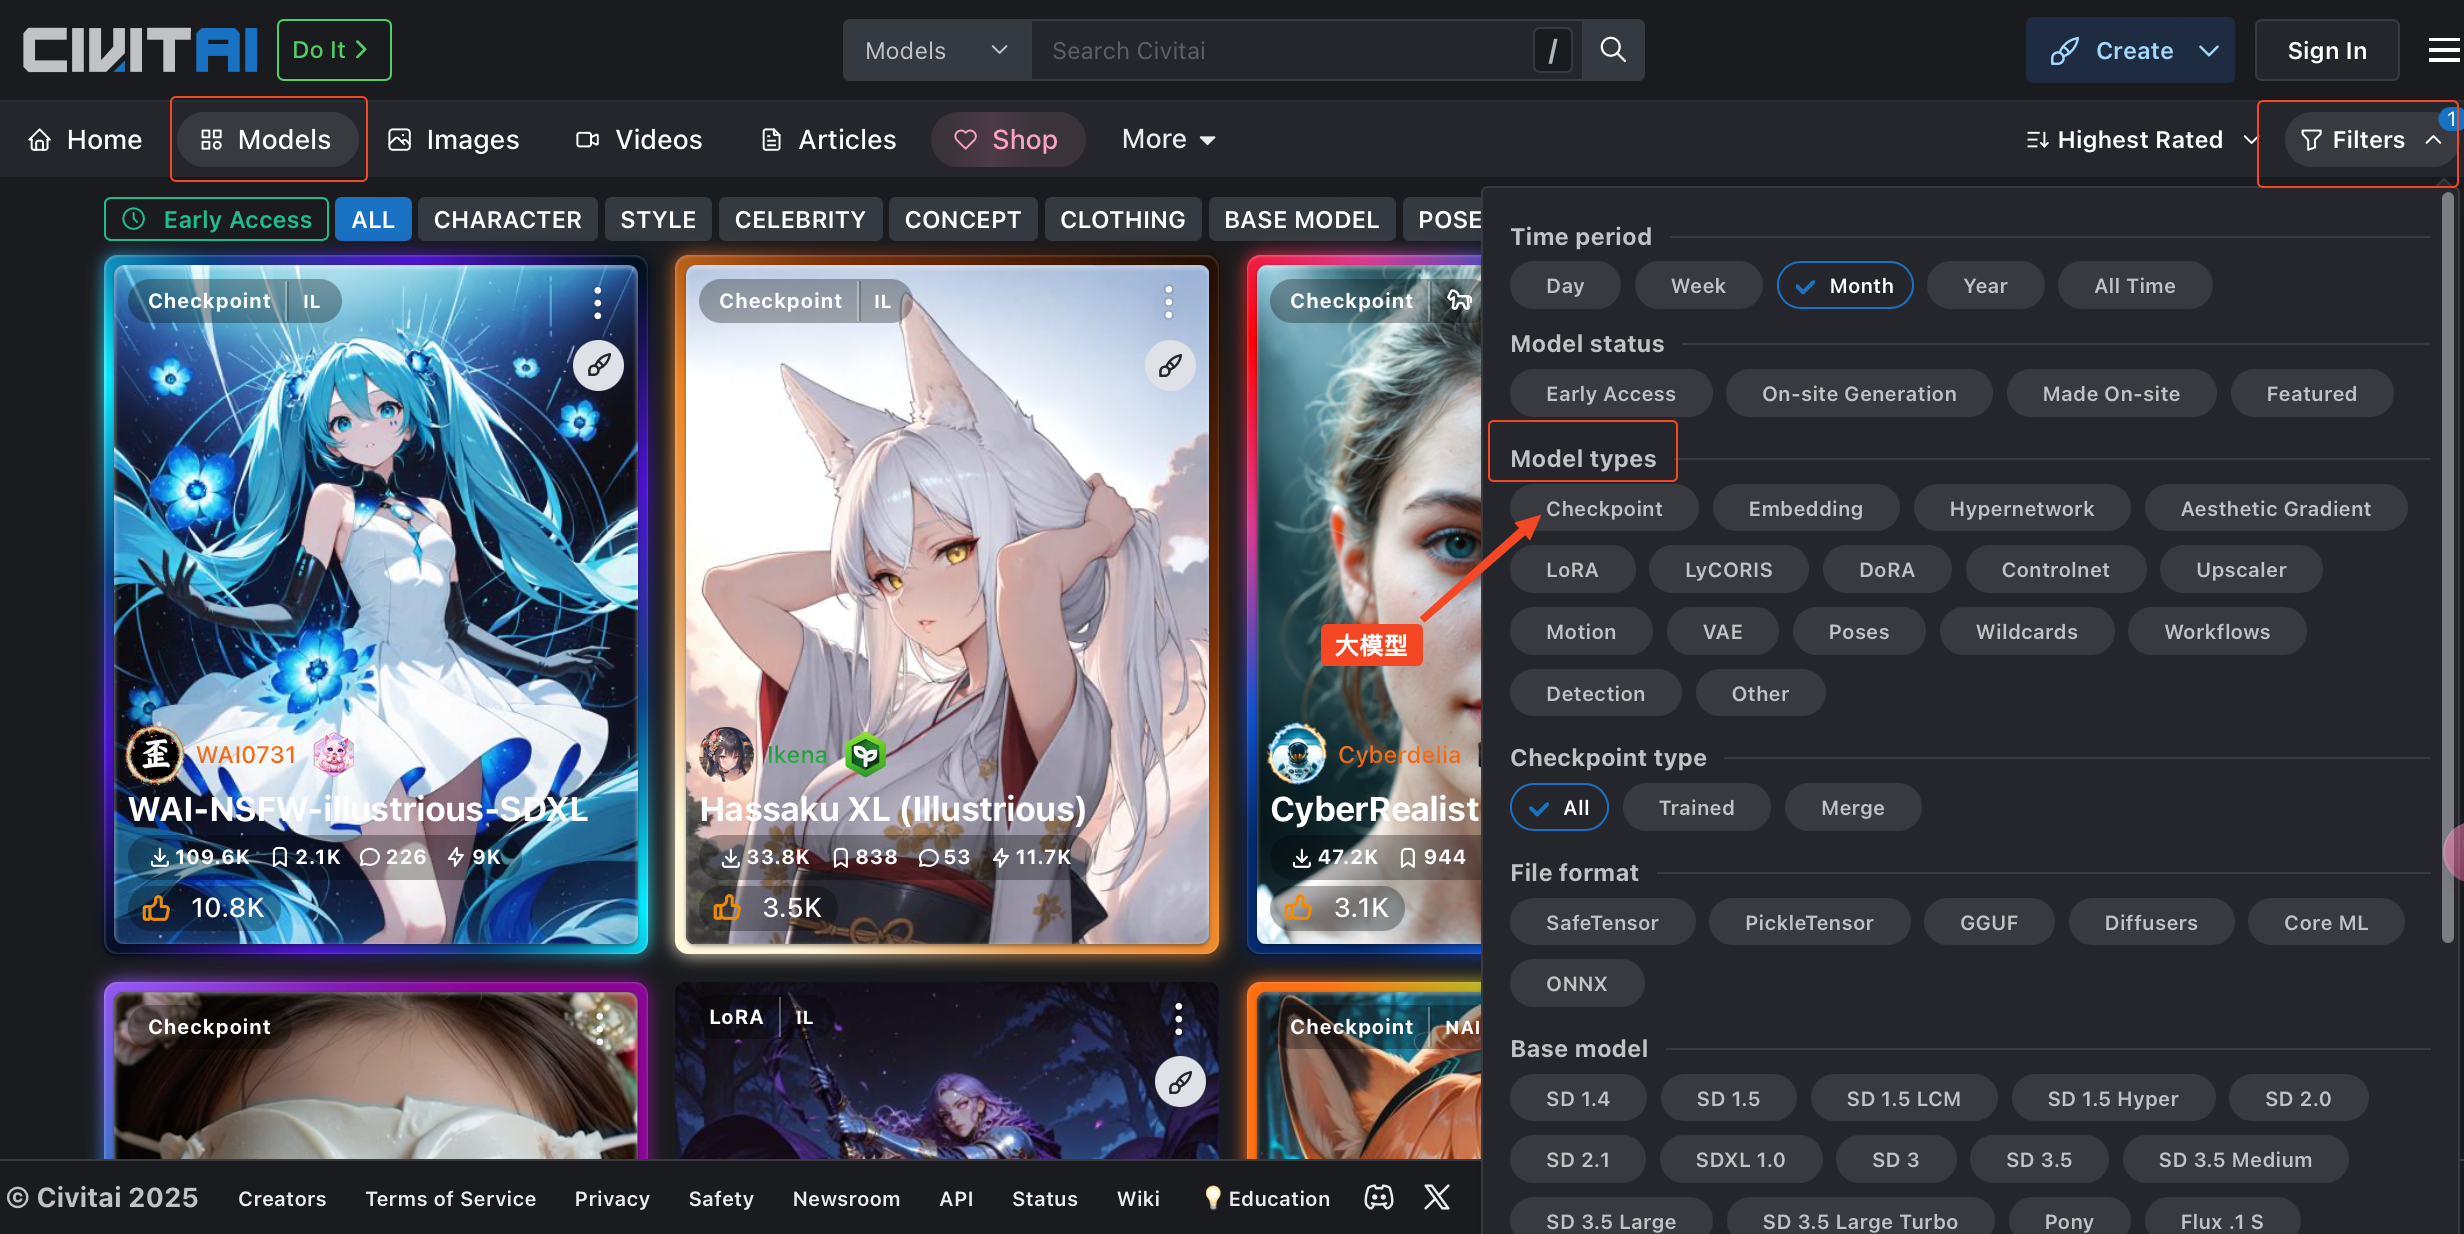 CIVITAI Do It
Models Search Civitai /
Create Sign In
Home Models Images Videos Articles Shop More Highest Rated Filters 1
Early Access ALL CHARACTER STYLE CELEBRITY CONCEPT CLOTHING BASE MODEL POSE
Checkpoint IL
歪 WAI0731
WAI-NSFW-illustrious-SDXL
109.6K 2.1K 226 9K
10.8K
Checkpoint IL
Ikena
Hassaku XL (Illustrious)
33.8K 838 53 11.7K
3.5K
Checkpoint
Cyberdelia
CyberRealist
47.2K 944
3.1K
Checkpoint
LoRA IL
Checkpoint NAI
Time period
Day Week Month Year All Time
Model status
Early Access On-site Generation Made On-site Featured
Model types
Checkpoint Embedding Hypernetwork Aesthetic Gradient
LoRA LyCORIS DoRA Controlnet Upscaler
大模型
Motion VAE Poses Wildcards Workflows
Detection Other
Checkpoint type
All Trained Merge
File format
SafeTensor PickleTensor GGUF Diffusers Core ML
ONNX
Base model
SD 1.4 SD 1.5 SD 1.5 LCM SD 1.5 Hyper SD 2.0
SD 2.1 SDXL 1.0 SD 3 SD 3.5 SD 3.5 Medium
SD 3.5 Large SD 3.5 Large Turbo Pony Flux .1 S
© Civitai 2025 Creators Terms of Service Privacy Safety Newsroom API Status Wiki Education